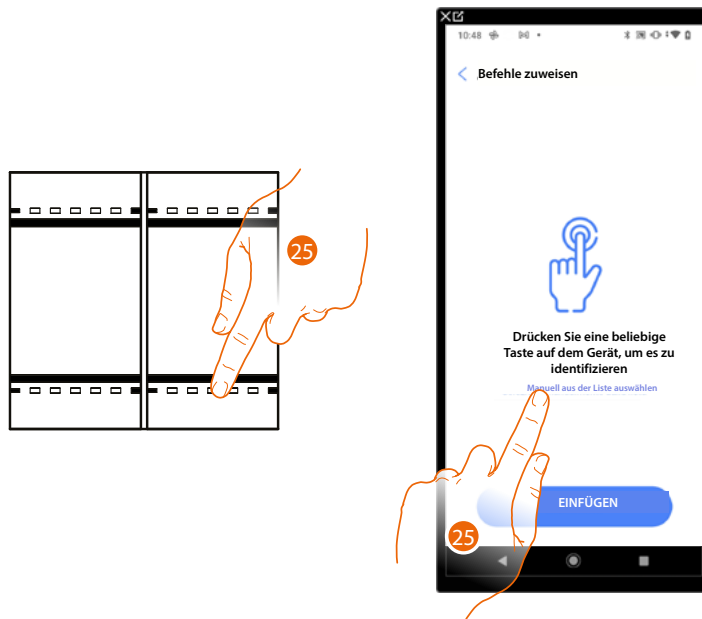 10:48
Befehle zuweisen
25
Drücken Sie eine beliebige
Taste auf dem Gerät, um es zu
identifizieren
Manuell aus der Liste auswählen
EINFÜGEN
25